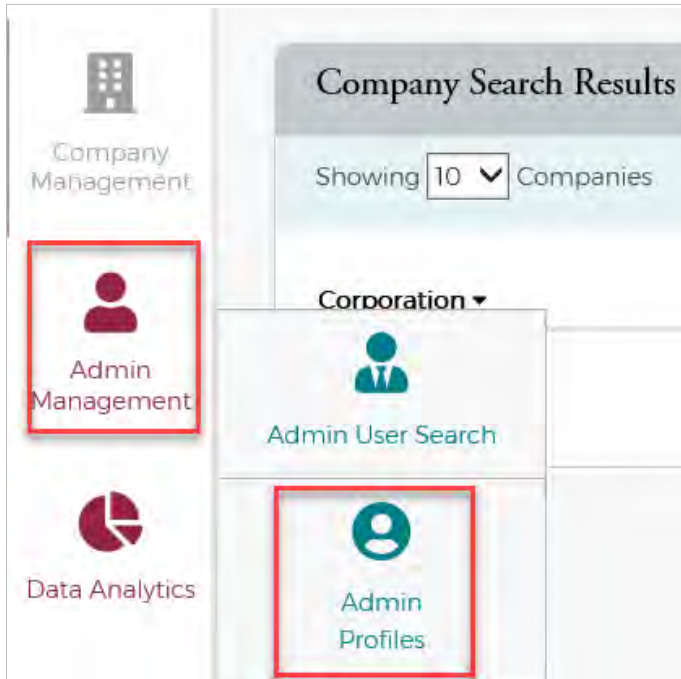 Company Search Results
Company
Management
Showing 10 Companies
Corporation
Admin
Management
Admin User Search
Data Analytics
Admin
Profiles